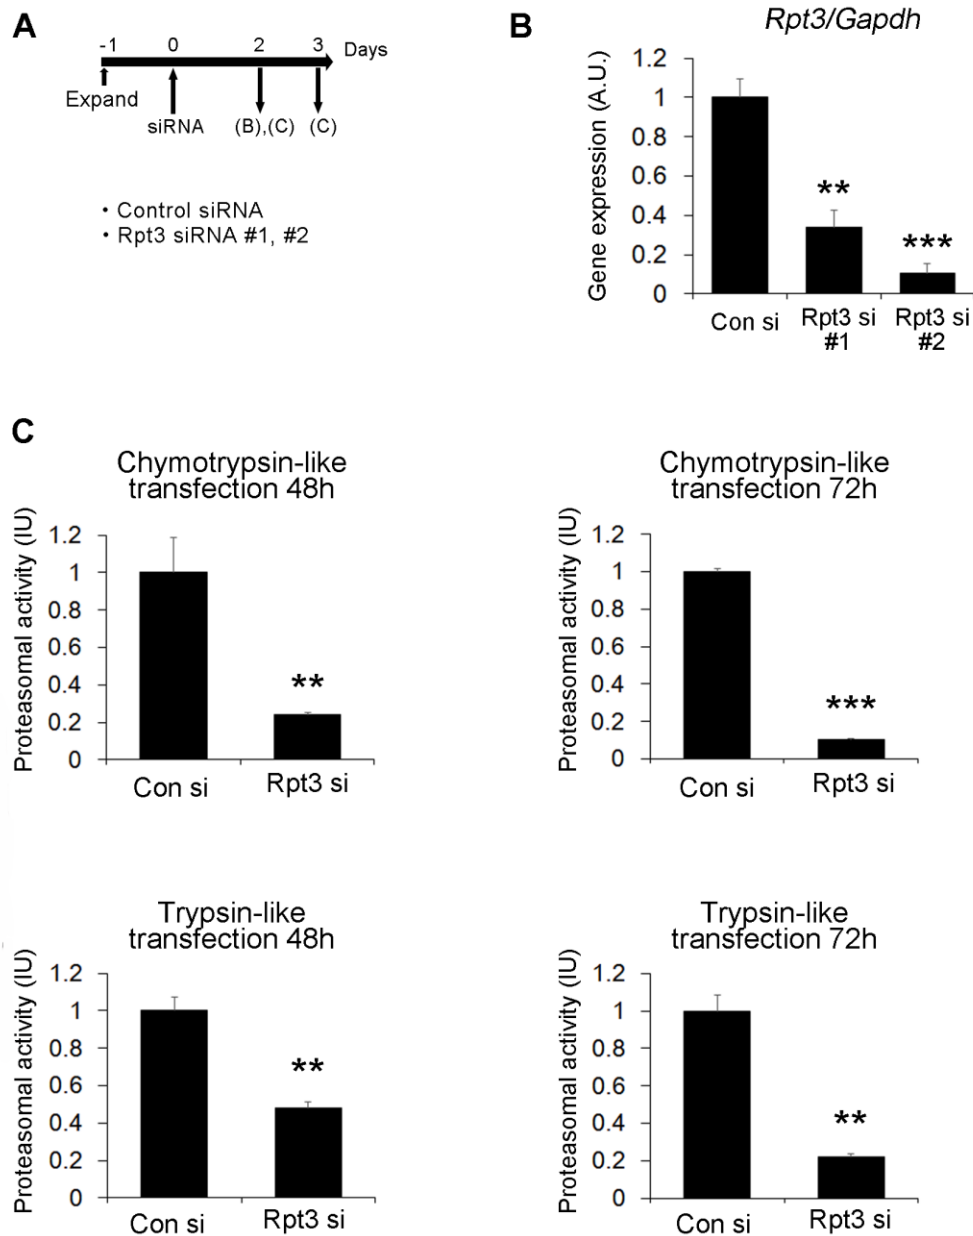 A
-1 0 2 3 Days
Expand
siRNA (B),(C) (C)
• Control siRNA
• Rpt3 siRNA #1, #2
B
Rpt3/Gapdh
Gene expression (A.U.)
1.2
1
0.8
0.6
0.4
0.2
0
**
***
Con si Rpt3 si #1 Rpt3 si #2
C
Chymotrypsin-like
transfection 48h
Proteasomal activity (IU)
1.2
1
0.8
0.6
0.4
0.2
0
**
Con si Rpt3 si
Chymotrypsin-like
transfection 72h
Proteasomal activity (IU)
1.2
1
0.8
0.6
0.4
0.2
0
***
Con si Rpt3 si
Trypsin-like
transfection 48h
Proteasomal activity (IU)
1.2
1
0.8
0.6
0.4
0.2
0
**
Con si Rpt3 si
Trypsin-like
transfection 72h
Proteasomal activity (IU)
1.2
1
0.8
0.6
0.4
0.2
0
**
Con si Rpt3 si